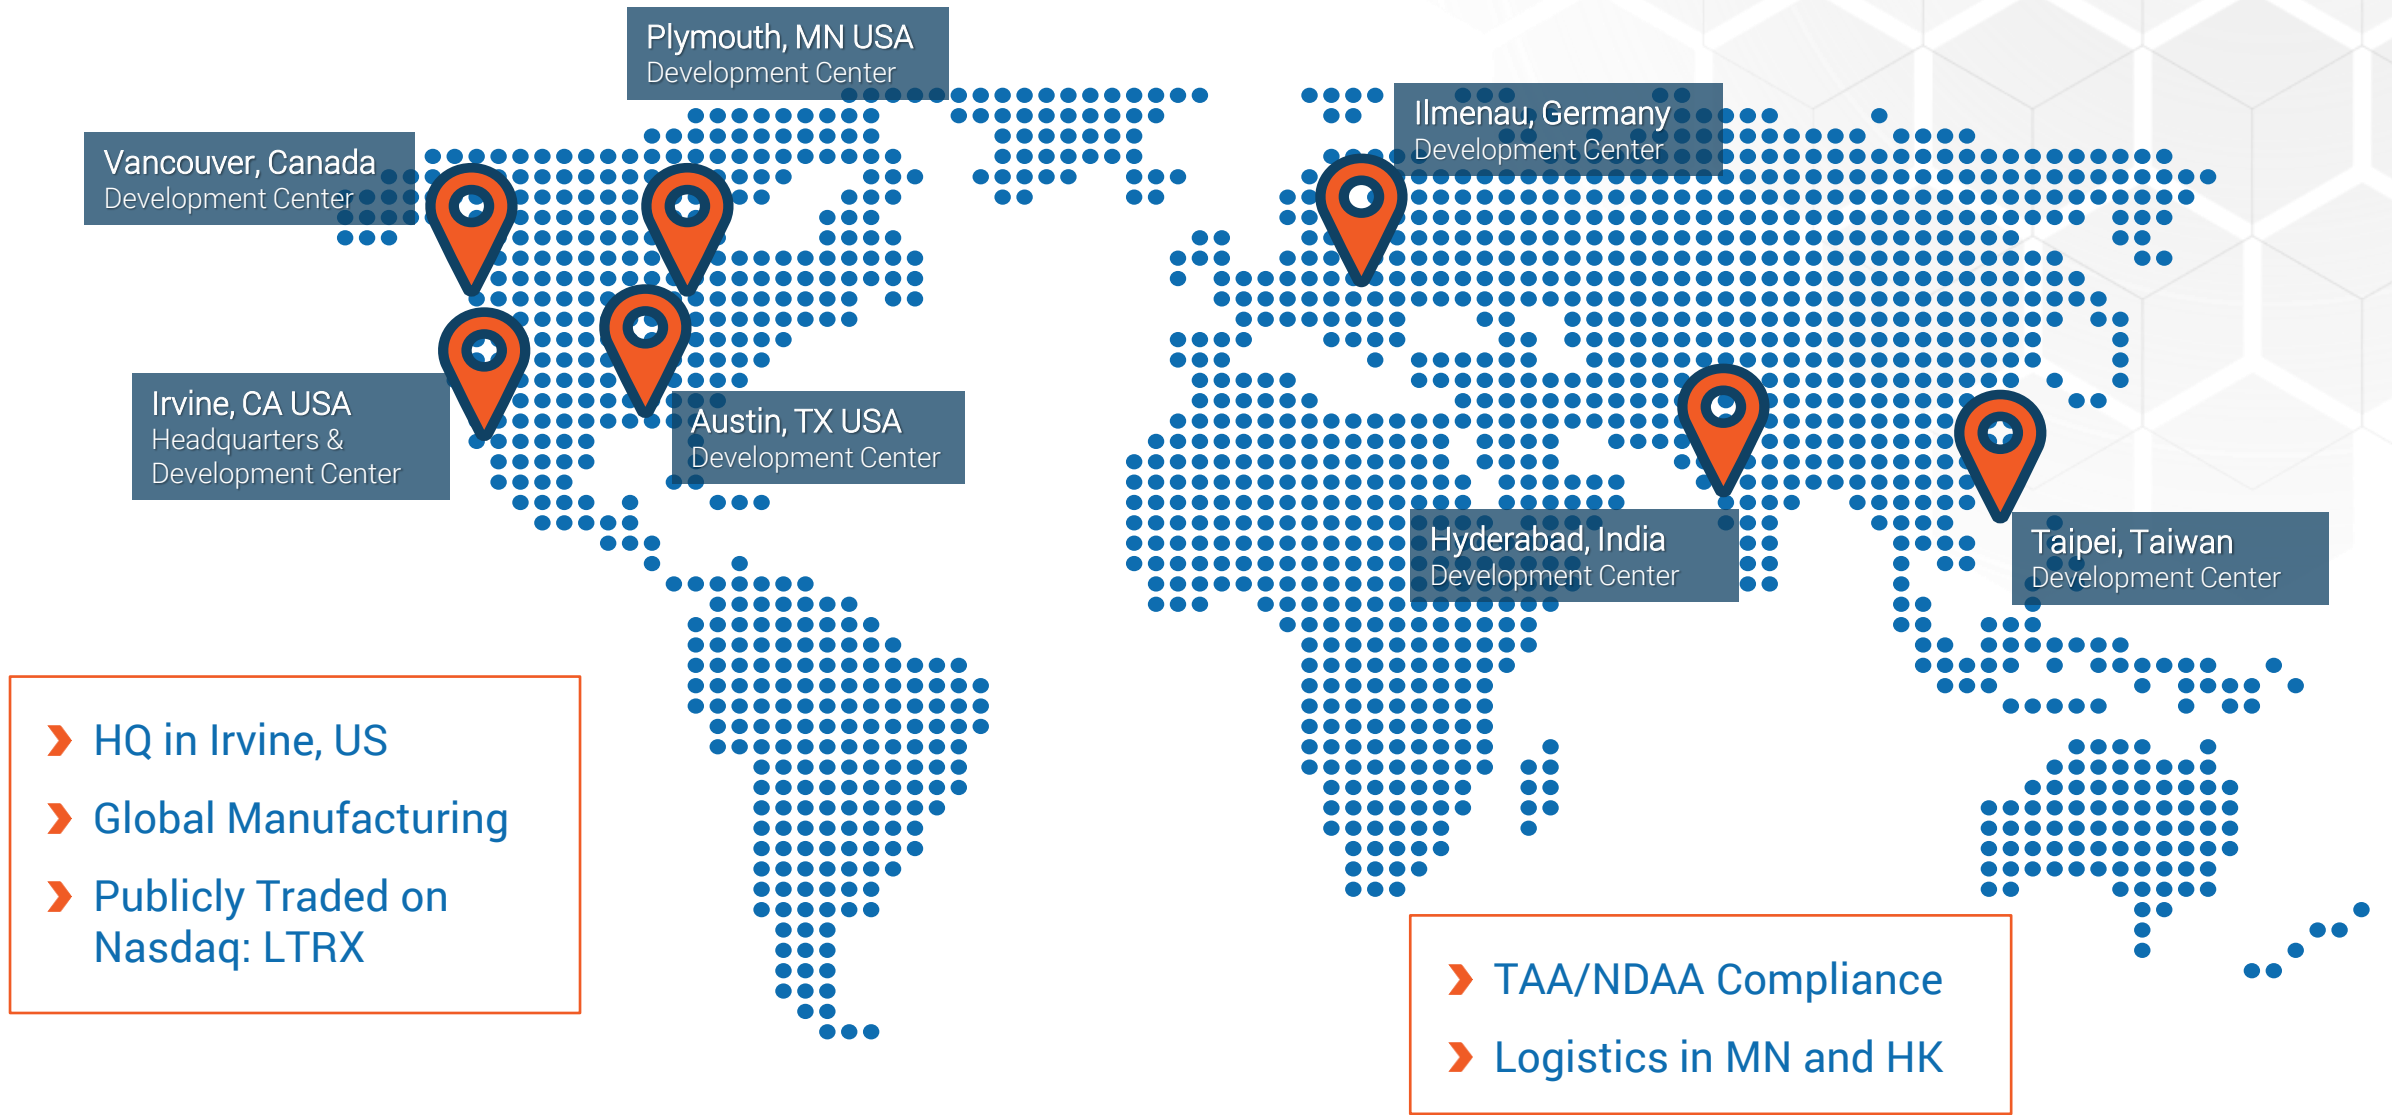 Plymouth, MN USA
Development Center
Vancouver, Canada
Development Center
Ilmenau, Germany
Development Center
Irvine, CA USA
Headquarters &
Development Center
Austin, TX USA
Development Center
Hyderabad, India
Development Center
Taipei, Taiwan
Development Center
HQ in Irvine, US
Global Manufacturing
Publicly Traded on
Nasdaq: LTRX
TAA/NDAA Compliance
Logistics in MN and HK